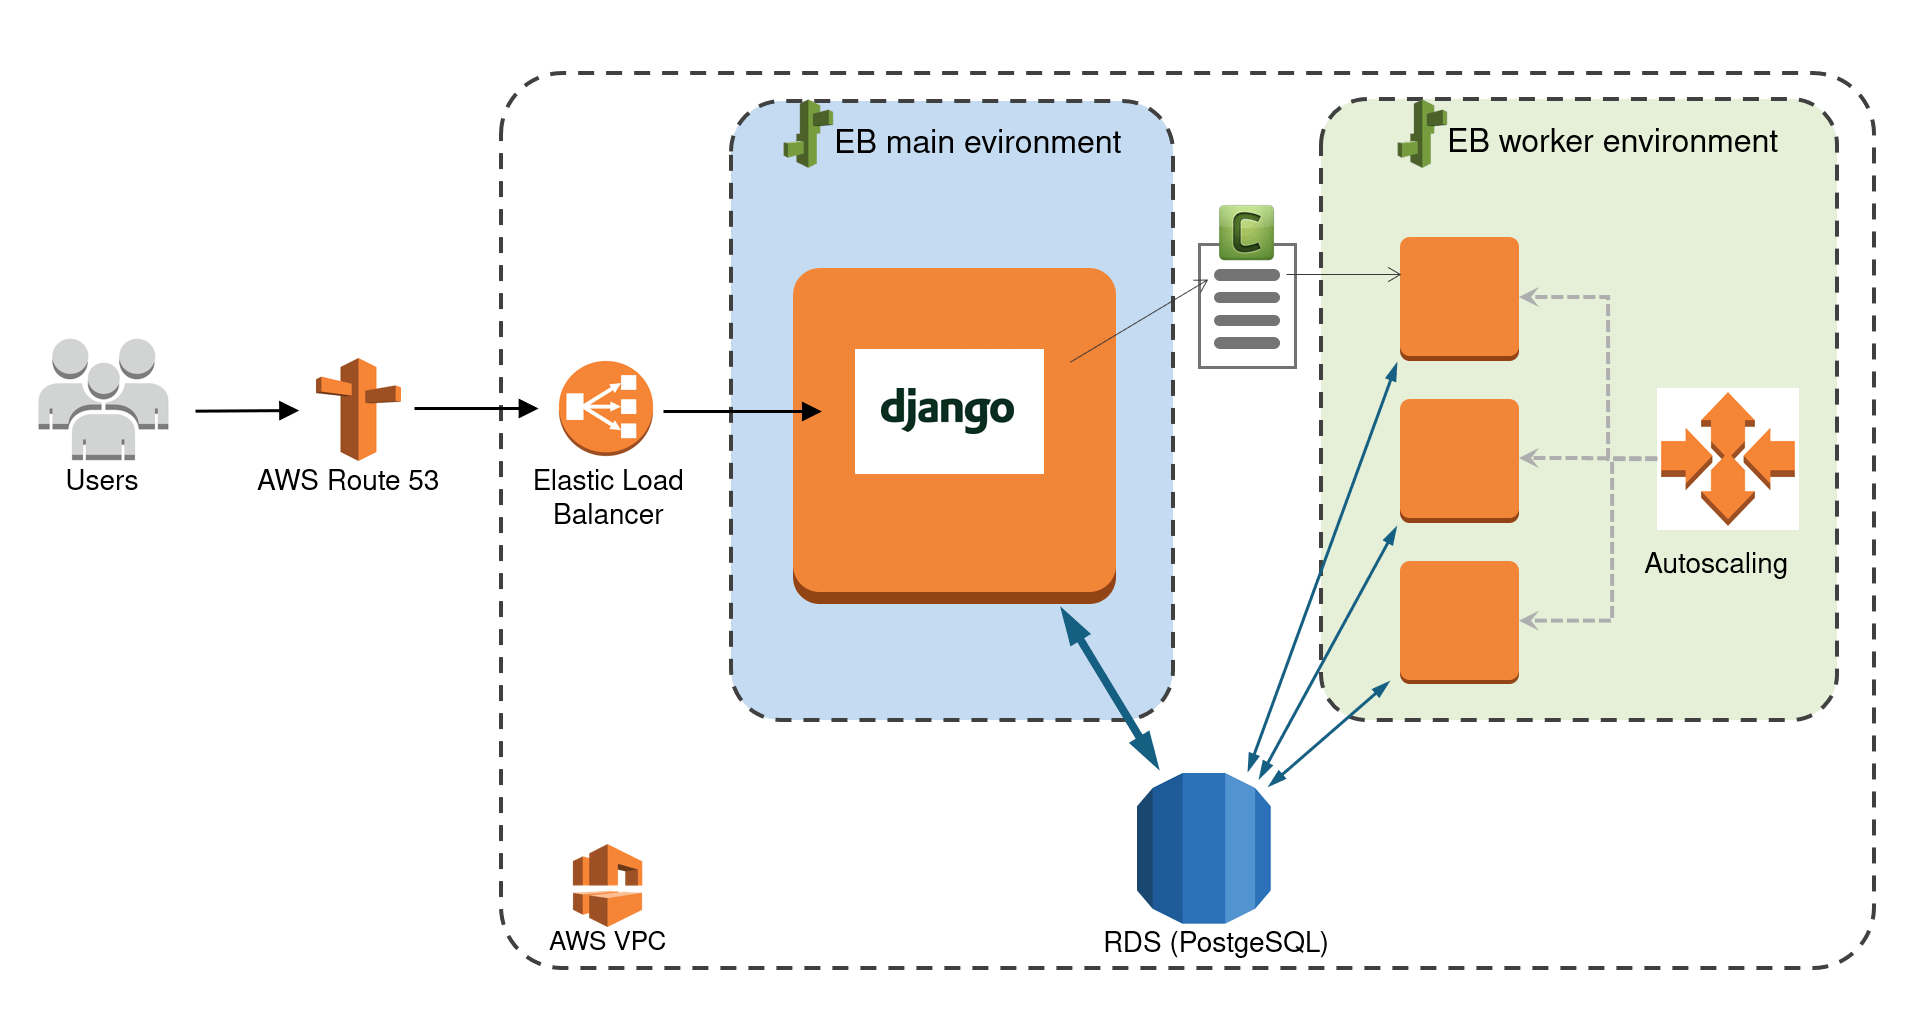 EB main evironment
EB worker environment
C
django
Users
AWS Route 53
Elastic Load
Balancer
Autoscaling
AWS VPC
RDS (PostgeSQL)